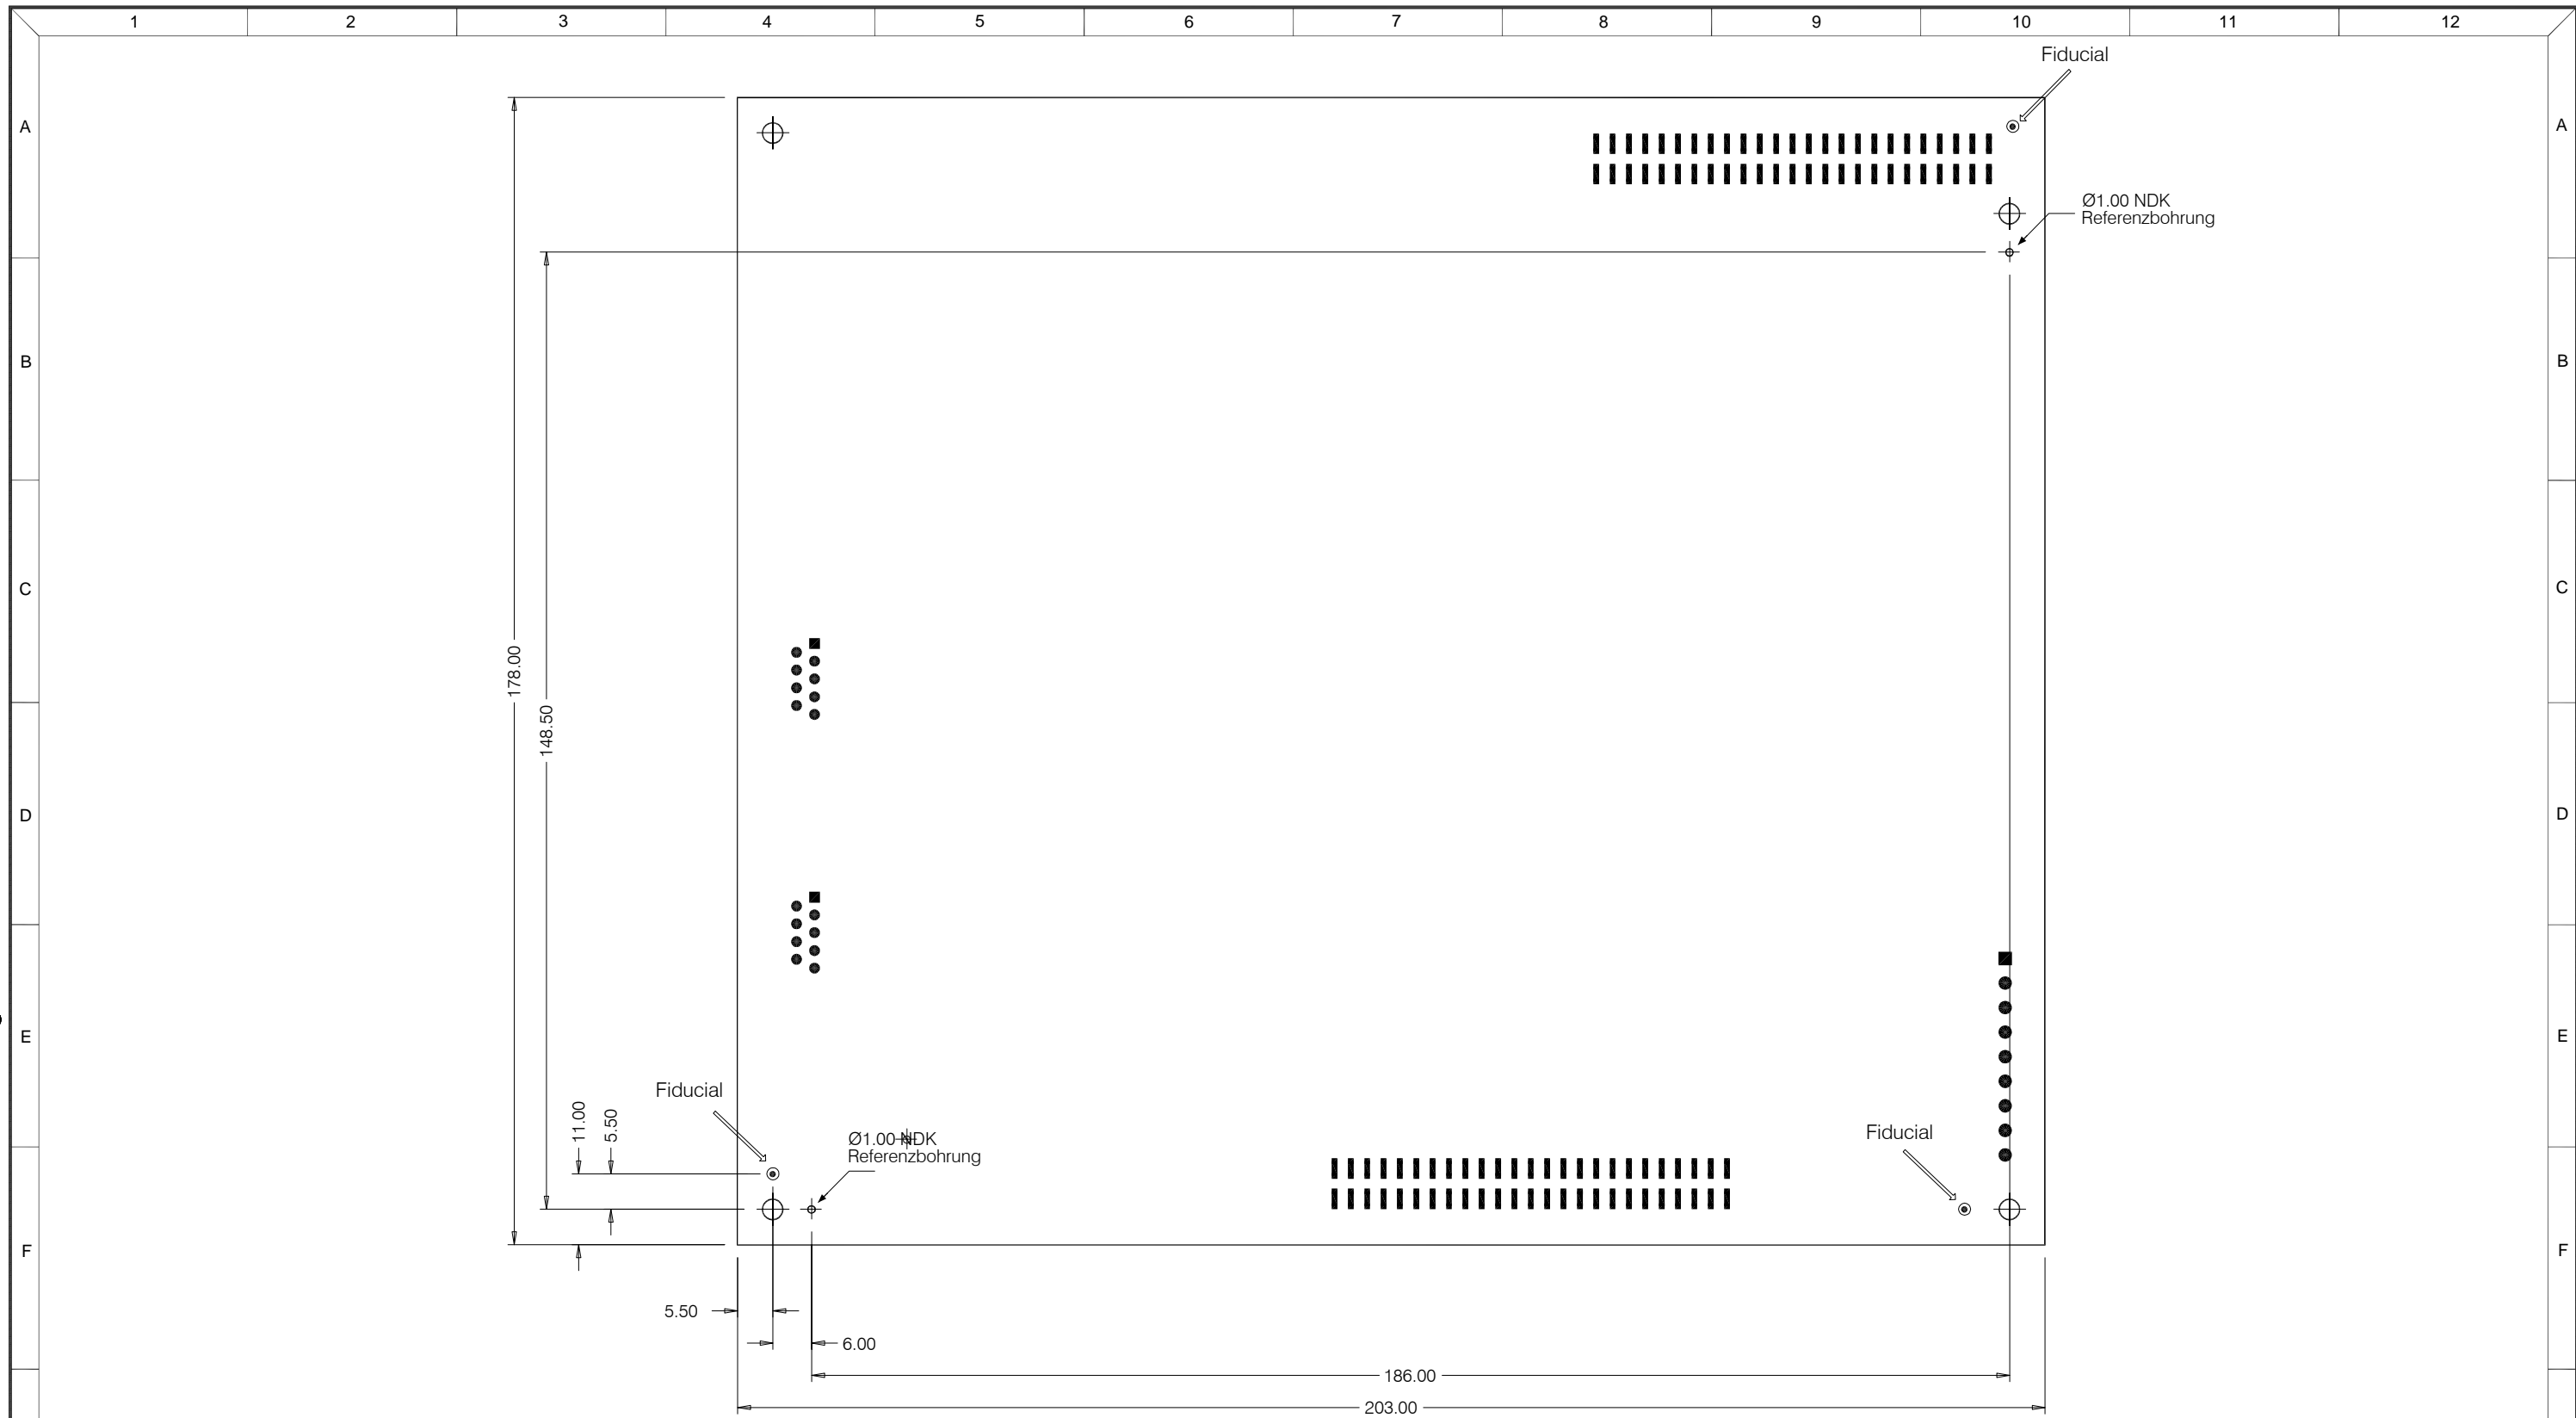 1 2 3 4 5 6 7 8 9 10 11 12
Fiducial
A A
Ø1.00 NDK
Referenzbohrung
B B
C C
178.00
148.50
D D
E E
Fiducial
11.00
5.50
Ø1.00 NDK
Referenzbohrung
Fiducial
F F
5.50
6.00
186.00
203.00